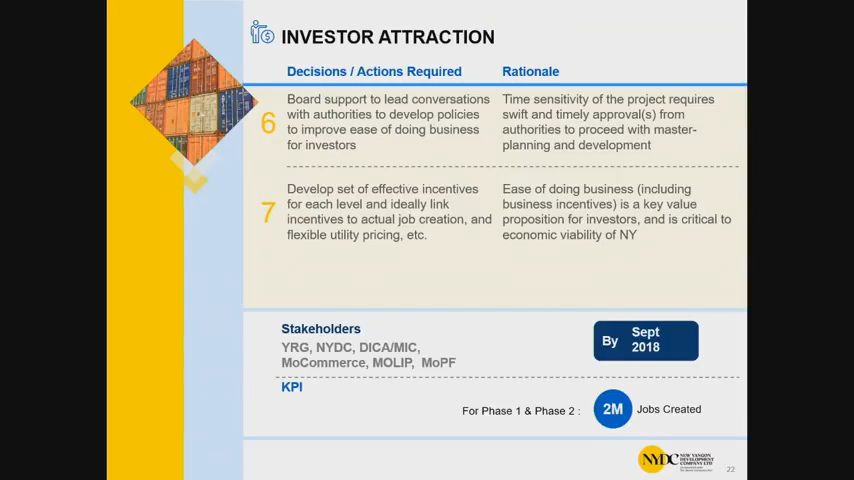 INVESTOR ATTRACTION
Decisions / Actions Required
Rationale
6
Board support to lead conversations
with authorities to develop policies
to improve ease of doing business
for investors
Time sensitivity of the project requires
swift and timely approval(s) from
authorities to proceed with master-
planning and development
7
Develop set of effective incentives
for each level and ideally link
incentives to actual job creation, and
flexible utility pricing, etc.
Ease of doing business (including
business incentives) is a key value
proposition for investors, and is critical to
economic viability of NY
Stakeholders
YRG, NYDC, DICA/MIC,
MoCommerce, MOLIP, MoPF
By Sept
2018
KPI
For Phase 1 & Phase 2 : 2M Jobs Created
NYDC
NEW YANGON
DEVELOPMENT
COMPANY LTD
22